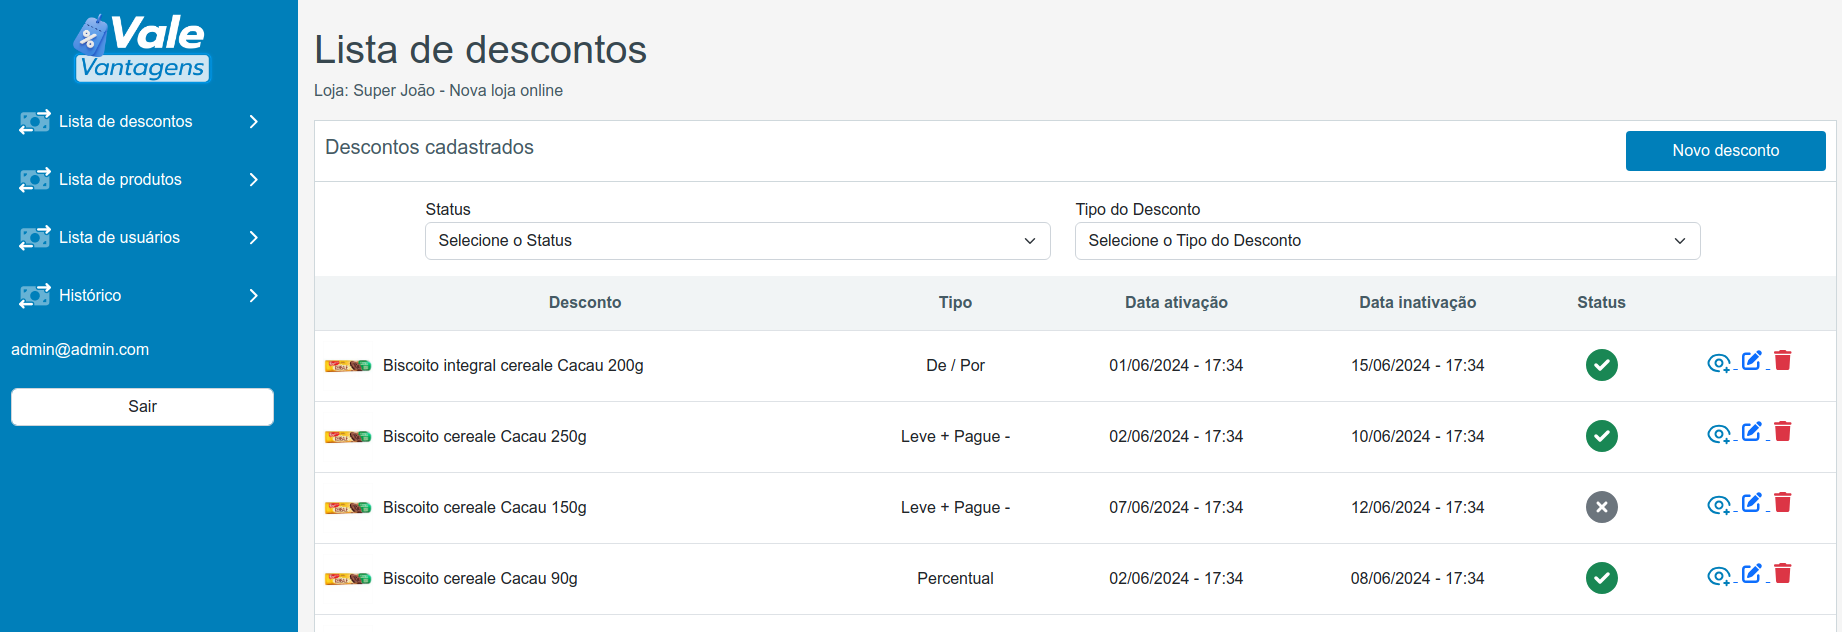 Vale
Vantagens
Lista de descontos
Lista de produtos
Lista de usuários
Histórico
admin@admin.com
Sair
Lista de descontos
Loja: Super João - Nova loja online
Descontos cadastrados
Novo desconto
Status
Tipo do Desconto
Selecione o Status
Selecione o Tipo do Desconto
Desconto Tipo Data ativação Data inativação Status
Biscoito integral cereale Cacau 200g De / Por 01/06/2024 - 17:34 15/06/2024 - 17:34
Biscoito cereale Cacau 250g Leve + Pague - 02/06/2024 - 17:34 10/06/2024 - 17:34
Biscoito cereale Cacau 150g Leve + Pague - 07/06/2024 - 17:34 12/06/2024 - 17:34
Biscoito cereale Cacau 90g Percentual 02/06/2024 - 17:34 08/06/2024 - 17:34